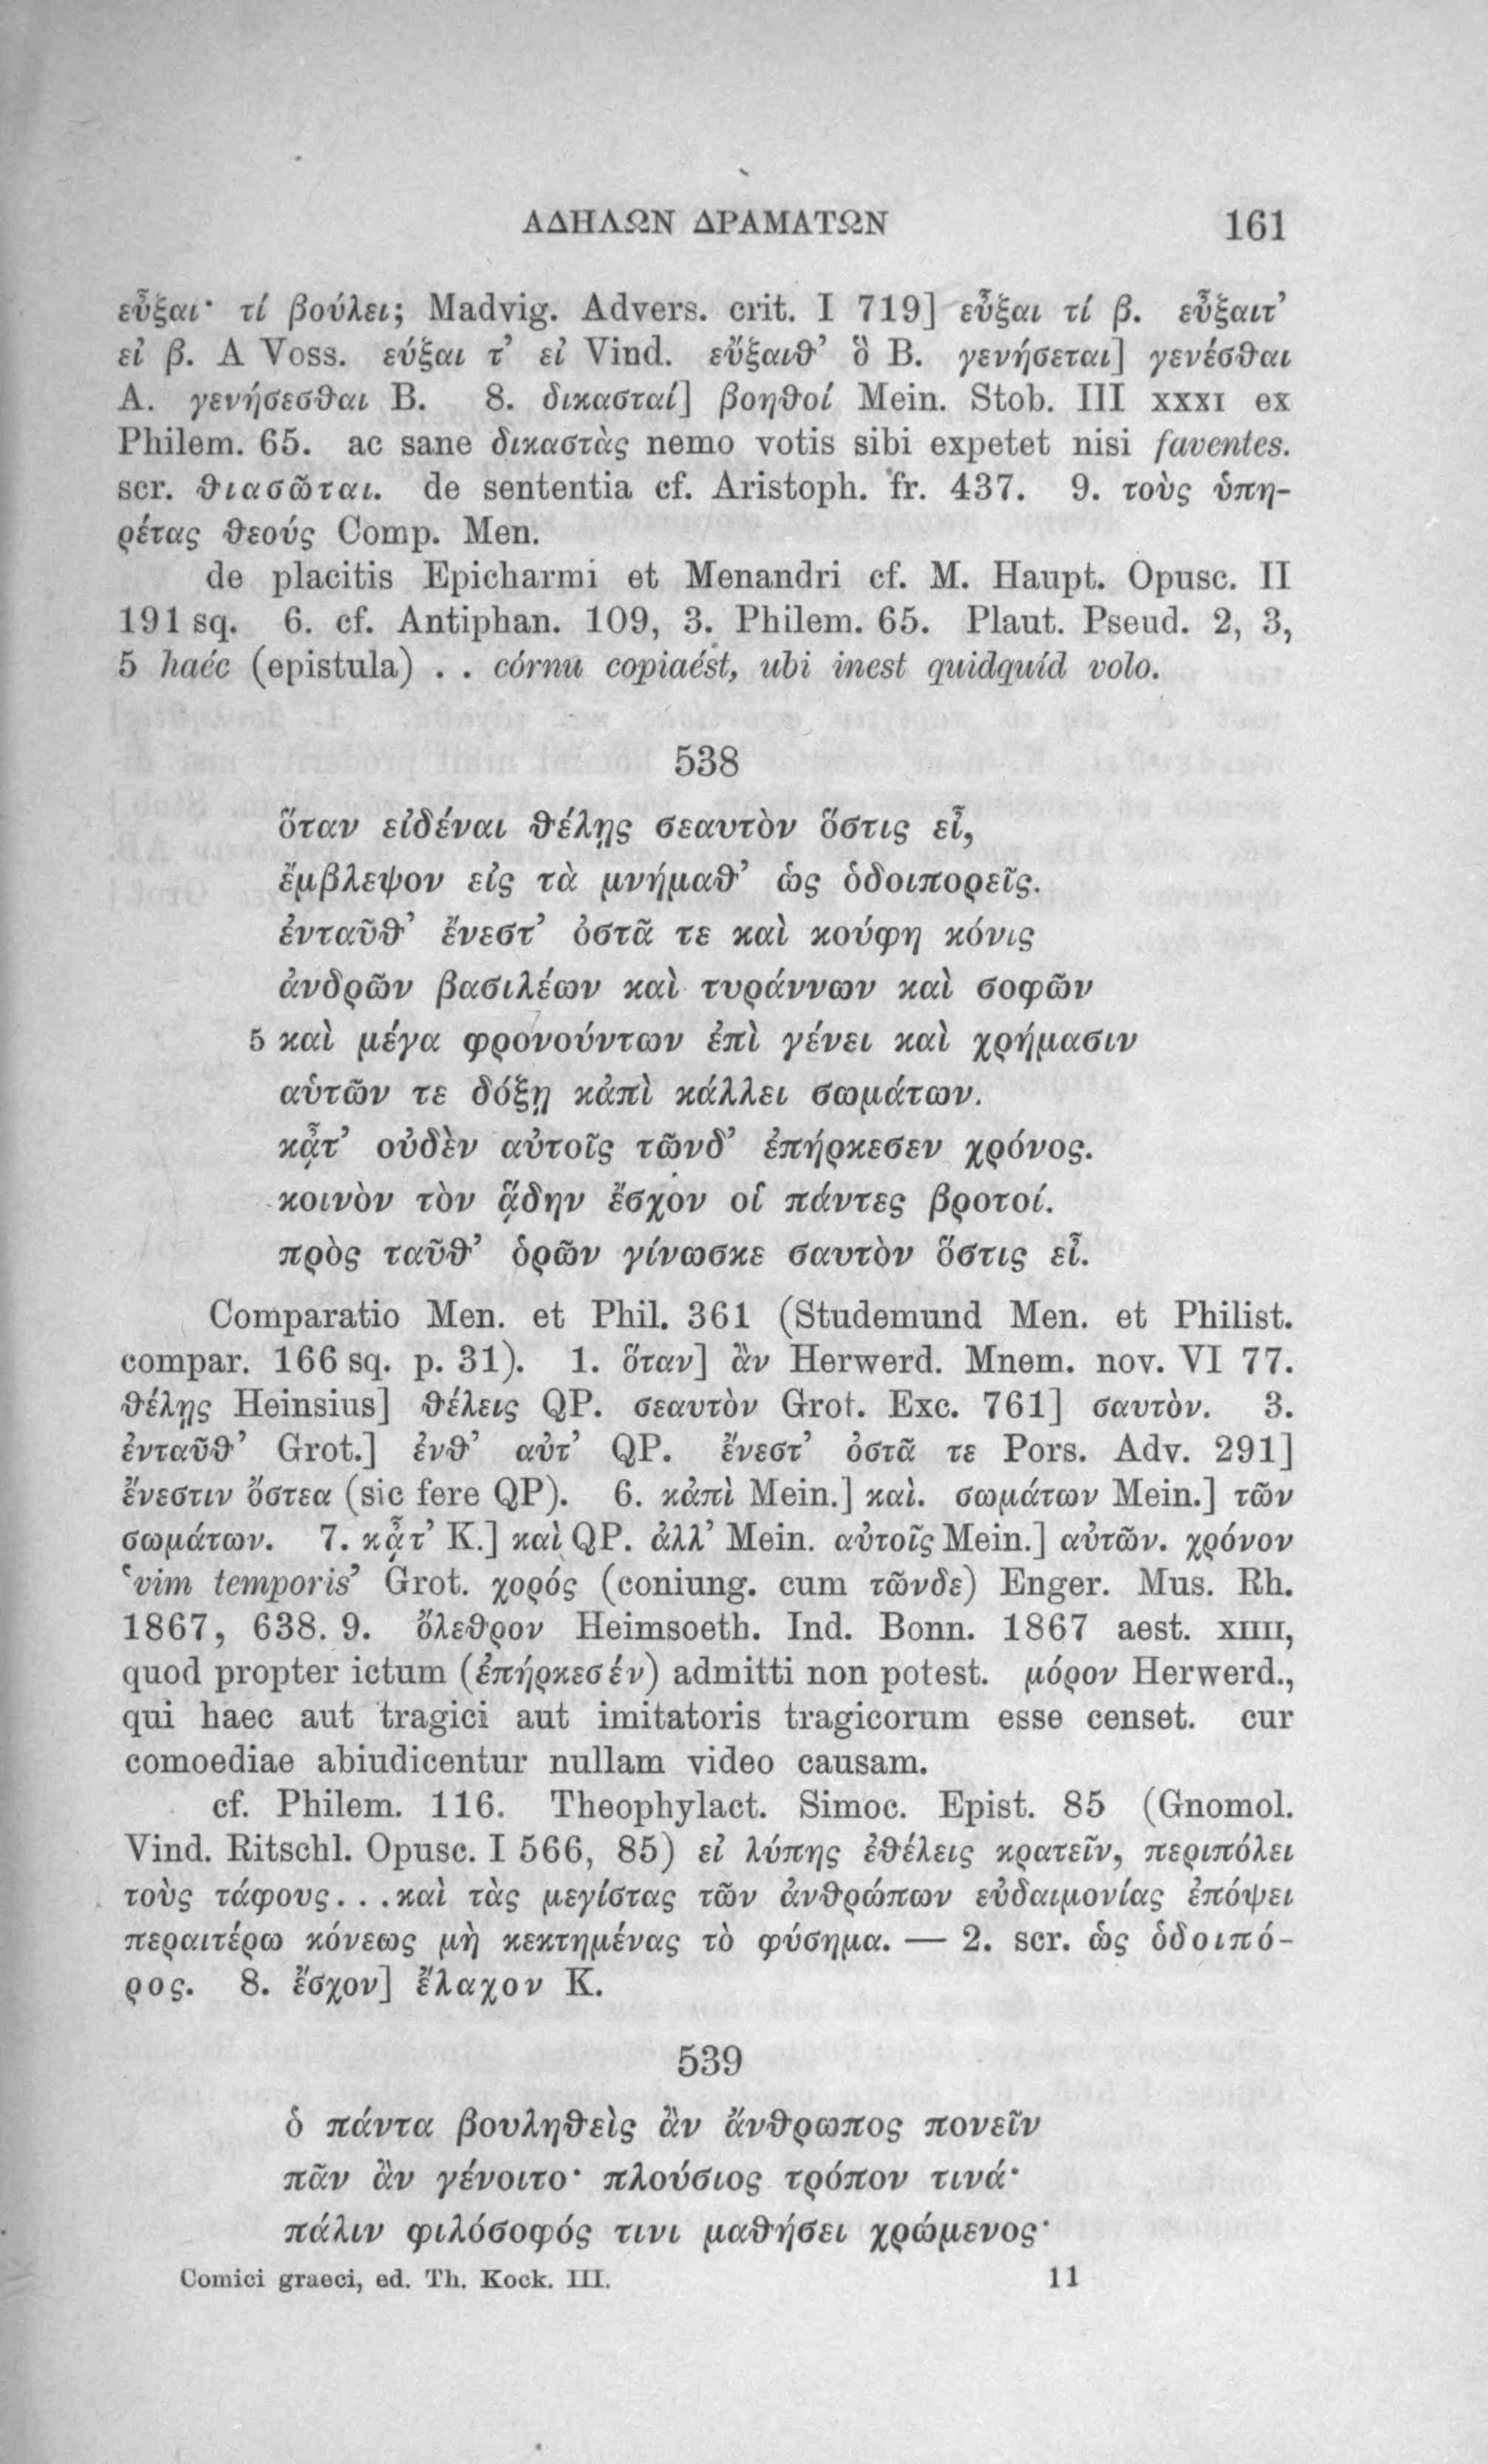 ΑΔΗΛΩΝ ΔΡΑΜΑΤΩΝ 161
εὖξαι· τί βούλει; Madvig. Advers. crit. I 719] εὖξαι τί β. εὖξαιτ’
εἰ β. A Voss. εὐξαι τ’ εἰ Vind. εὔξαιθ’ ὃ B. γενήσεται] γενέσθαι
A. γενήσεσθαι B. 8. δικασταί] βοηθοί Mein. Stob. III XXXI ex
Philem. 65. ac sane δικαστὰς nemo votis sibi expetet nisi faventes.
scr. θιασῶται. de sententia cf. Aristoph. fr. 437. 9. τοὺς ὑπη-
ρέτας θεούς Comp. Men.
de placitis Epicharmi et Menandri cf. M. Haupt. Opusc. II
191 sq. 6. cf. Antiphan. 109, 3. Philem. 65. Plaut. Pseud. 2, 3,
5 haéc (epistula) . . córnu copiaést, ubi inest quidquíd volo.
538
ὅταν εἰδέναι θέλῃς σεαυτὸν ὅστις εἶ,
ἔμβλεψον εἰς τὰ μνήμαθ’ ὡς ὁδοιπορεῖς.
ἐνταῦθ’ ἔνεστ’ ὀστᾶ τε καὶ κούφη κόνις
ἀνδρῶν βασιλέων καὶ τυράννων καὶ σοφῶν
5 καὶ μέγα φρονούντων ἐπὶ γένει καὶ χρήμασιν
αὑτῶν τε δόξῃ κἀπὶ κάλλει σωμάτων.
κᾆτ’ οὐδὲν αὐτοῖς τῶνδ’ ἐπήρκεσεν χρόνος.
κοινὸν τὸν ᾅδην ἔσχον οἱ πάντες βροτοί.
πρὸς ταῦθ’ ὁρῶν γίνωσκε σαυτὸν ὅστις εἶ.
Comparatio Men. et Phil. 361 (Studemund Men. et Philist.
compar. 166 sq. p. 31). 1. ὅταν] ἂν Herwerd. Mnem. nov. VI 77.
θέλῃς Heinsius] θέλεις QP. σεαυτὸν Grot. Exc. 761] σαυτὸν. 3.
ἐνταῦθ’ Grot.] ἐνθ’ αὐτ’ QP. ἔνεστ’ ὀστᾶ τε Pors. Adv. 291]
ἔνεστιν ὄστεα (sic fere QP). 6. κἀπὶ Mein.] καὶ. σωμάτων Mein.] τῶν
σωμάτων. 7. κᾆτ’ K.] καὶ QP. ἀλλ’ Mein. αὐτοῖς Mein.] αὐτῶν. χρόνον
‘vim temporis’ Grot. χορός (coniung. cum τῶνδε) Enger. Mus. Rh.
1867, 638. 9. ὄλεθρον Heimsoeth. Ind. Bonn. 1867 aest. XIIII,
quod propter ictum (ἐπήρκεσέν) admitti non potest. μόρον Herwerd.,
qui haec aut tragici aut imitatoris tragicorum esse censet. cur
comoediae abiudicentur nullam video causam.
cf. Philem. 116. Theophylact. Simoc. Epist. 85 (Gnomol.
Vind. Ritschl. Opusc. I 566, 85) εἰ λύπης ἐθέλεις κρατεῖν, περιπόλει
τοὺς τάφους. . .καὶ τὰς μεγίστας τῶν ἀνθρώπων εὐδαιμονίας ἐπόψει
περαιτέρω κόνεως μὴ κεκτημένας τὸ φύσημα. — 2. scr. ὡς ὁδοιπό-
ρος. 8. ἔσχον] ἔλαχον K.
539
ὁ πάντα βουληθεὶς ἂν ἄνθρωπος πονεῖν
πᾶν ἂν γένοιτο· πλούσιος τρόπον τινά·
πάλιν φιλόσοφός τινι μαθήσει χρώμενος·
Comici graeci, ed. Th. Kock. III. 11